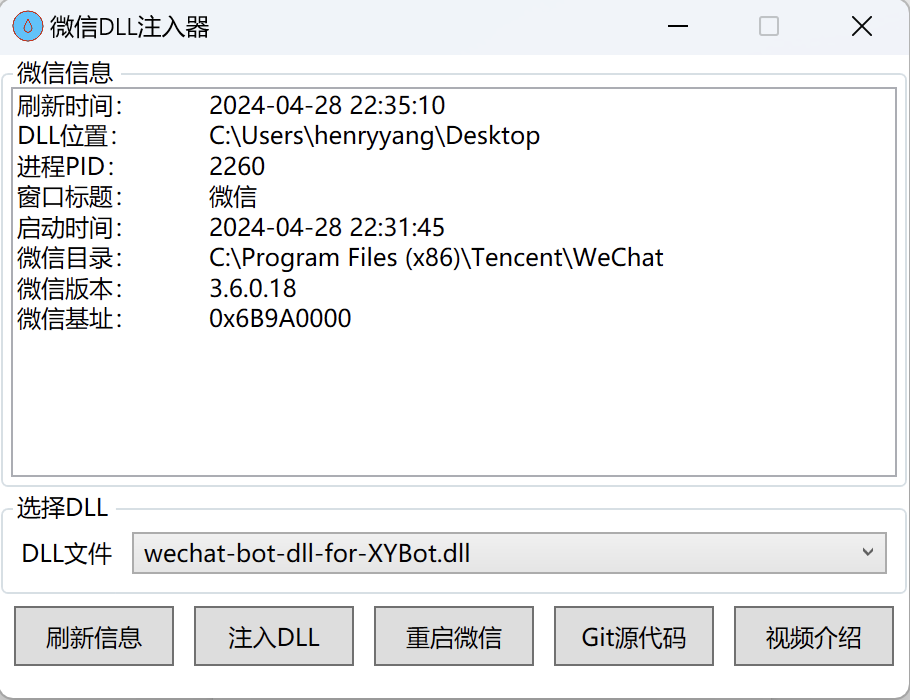 微信DLL注入器
微信信息
刷新时间： 2024-04-28 22:35:10
DLL位置： C:\Users\henryyang\Desktop
进程PID： 2260
窗口标题： 微信
启动时间： 2024-04-28 22:31:45
微信目录： C:\Program Files (x86)\Tencent\WeChat
微信版本： 3.6.0.18
微信基址： 0x6B9A0000
选择DLL
DLL文件 wechat-bot-dll-for-XYBot.dll
刷新信息 注入DLL 重启微信 Git源代码 视频介绍